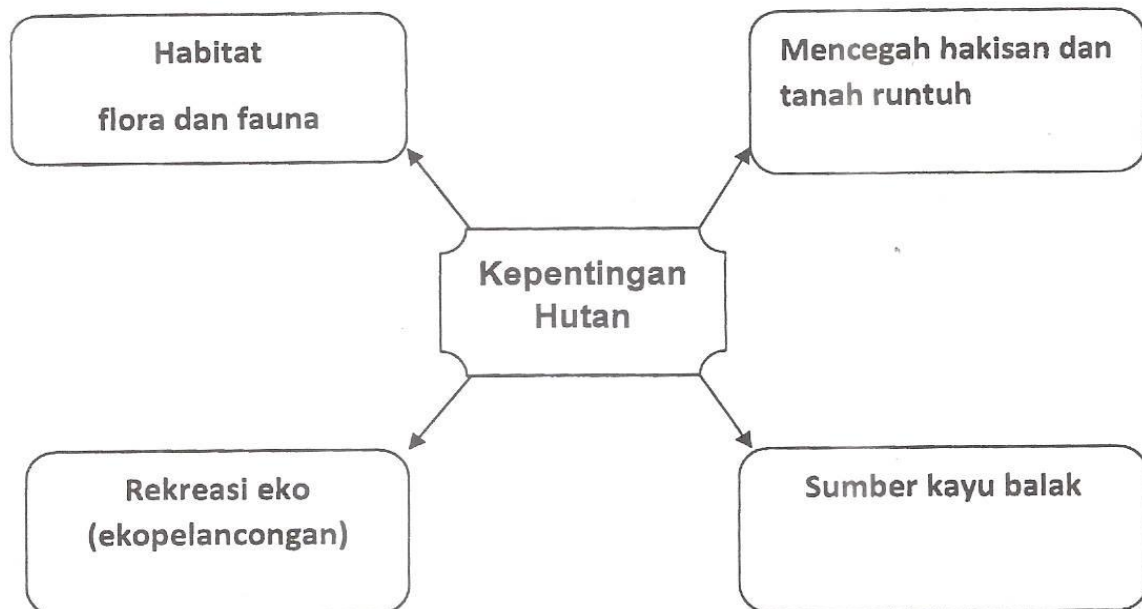 Habitat
flora dan fauna
Mencegah hakisan dan
tanah runtuh
Kepentingan
Hutan
Rekreasi eko
(ekopelancongan)
Sumber kayu balak